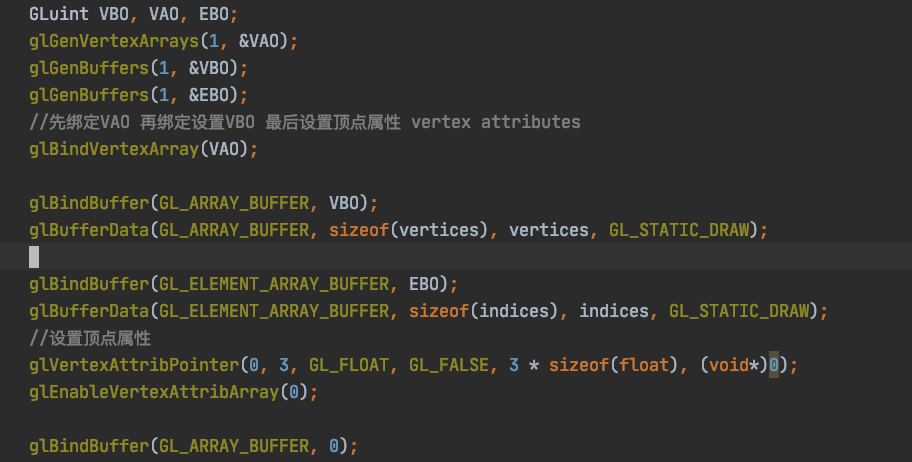 GLuint VBO, VAO, EBO;
glGenVertexArrays(1, &VAO);
glGenBuffers(1, &VBO);
glGenBuffers(1, &EBO);
//先绑定VAO 再绑定设置VBO 最后设置顶点属性 vertex attributes
glBindVertexArray(VAO);
glBindBuffer(GL_ARRAY_BUFFER, VBO);
glBufferData(GL_ARRAY_BUFFER, sizeof(vertices), vertices, GL_STATIC_DRAW);
glBindBuffer(GL_ELEMENT_ARRAY_BUFFER, EBO);
glBufferData(GL_ELEMENT_ARRAY_BUFFER, sizeof(indices), indices, GL_STATIC_DRAW);
//设置顶点属性
glVertexAttribPointer(0, 3, GL_FLOAT, GL_FALSE, 3 * sizeof(float), (void*)0);
glEnableVertexAttribArray(0);
glBindBuffer(GL_ARRAY_BUFFER, 0);